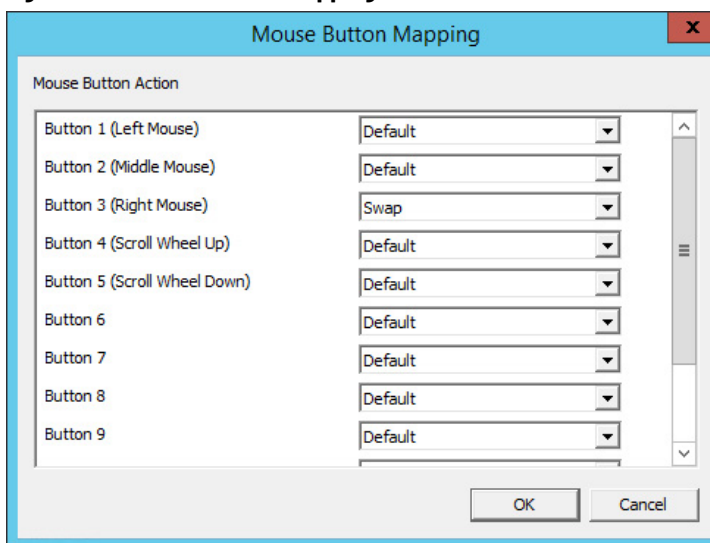 Mouse Button Mapping
x
Mouse Button Action
Button 1 (Left Mouse) Default
Button 2 (Middle Mouse) Default
Button 3 (Right Mouse) Swap
Button 4 (Scroll Wheel Up) Default
Button 5 (Scroll Wheel Down) Default
Button 6 Default
Button 7 Default
Button 8 Default
Button 9 Default
OK Cancel